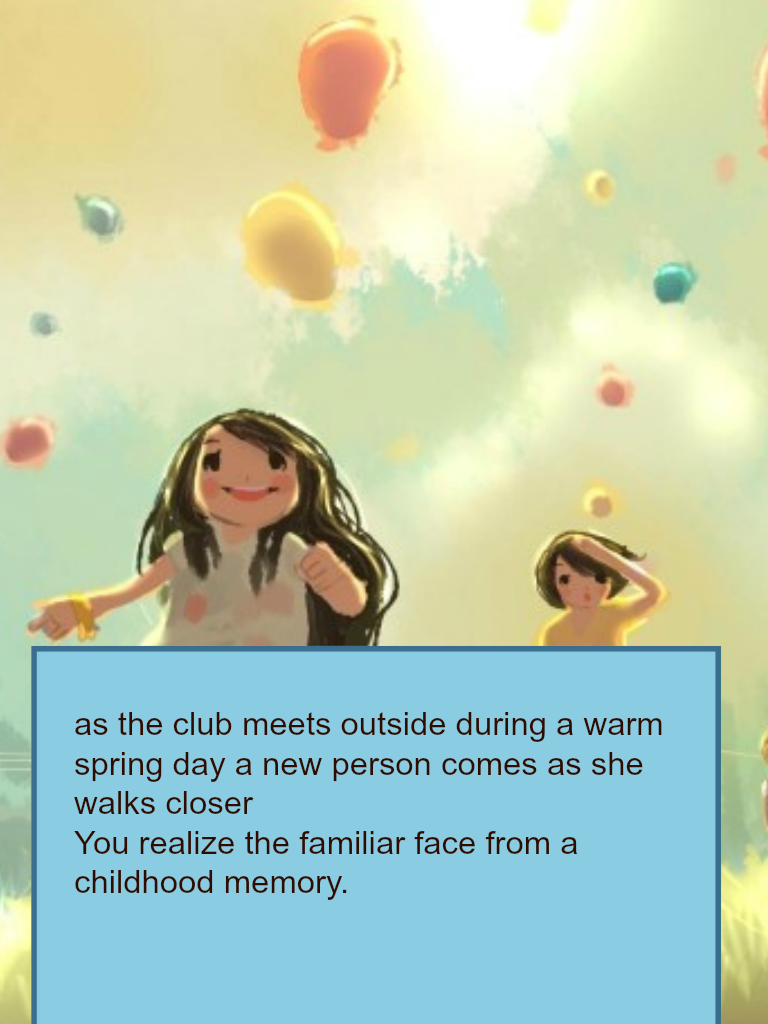 as the club meets outside during a warm
spring day a new person comes as she
walks closer
You realize the familiar face from a
childhood memory.